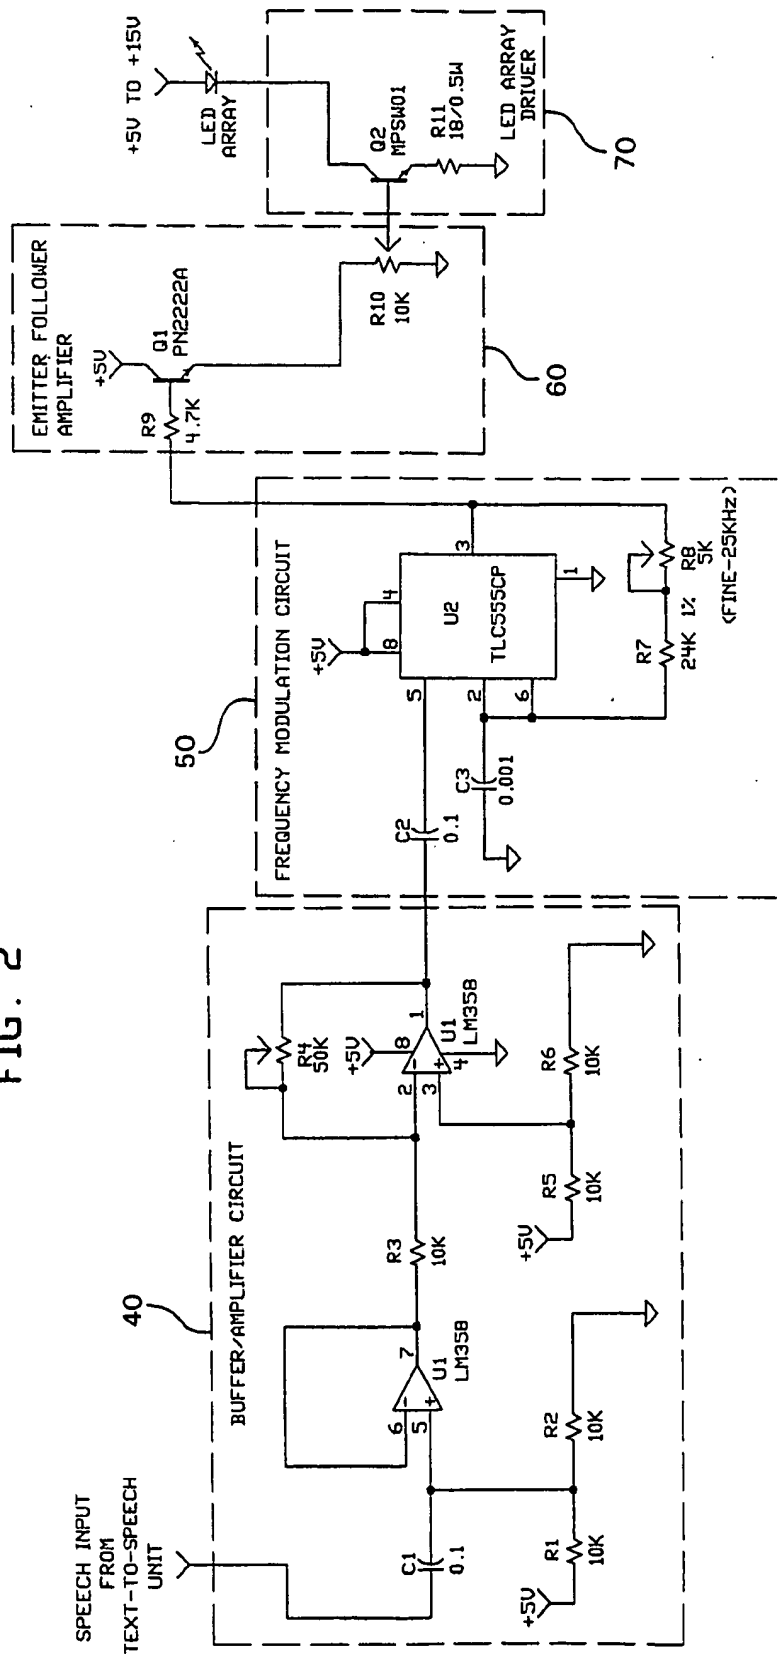 FIG. 2
SPEECH INPUT
FROM
TEXT-TO-SPEECH
UNIT
40
BUFFER/AMPLIFIER CIRCUIT
C1
0.1
+5V
R1
10K
R2
10K
6
5
-
+
7
U1
LM358
R3
10K
R4
50K
+5V
8
2
3
-
+
4
1
U1
LM358
+5V
R5
10K
R6
10K
50
FREQUENCY MODULATION CIRCUIT
C2
0.1
C3
0.001
+5V
8
4
5
2
6
3
1
U2
TLC555CP
R7
24K 1%
R8
5K
(FINE-25KHz)
EMITTER FOLLOWER
AMPLIFIER
R9
4.7K
+5V
Q1
PN2222A
R10
10K
60
+5V TO +15V
LED
ARRAY
Q2
MPSW01
R11
18/0.5W
LED ARRAY
DRIVER
70